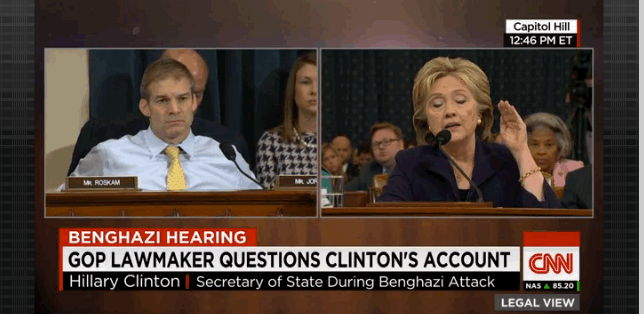 Capitol Hill
12:46 PM ET
MR. ROSKAM
MR. JOR
BENGHAZI HEARING
GOP LAWMAKER QUESTIONS CLINTON'S ACCOUNT
Hillary Clinton | Secretary of State During Benghazi Attack
CNN
NAS ▲ 85.20
LEGAL VIEW